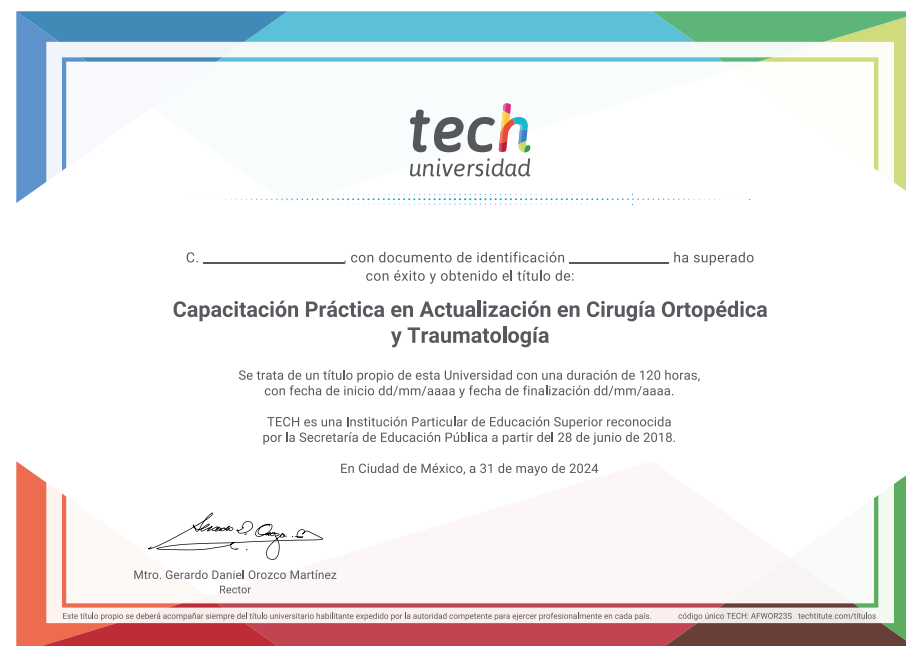 tech
universidad
C. ____________________, con documento de identificación ______________ ha superado
con éxito y obtenido el título de:
Capacitación Práctica en Actualización en Cirugía Ortopédica
y Traumatología
Se trata de un título propio de esta Universidad con una duración de 120 horas,
con fecha de inicio dd/mm/aaaa y fecha de finalización dd/mm/aaaa.
TECH es una Institución Particular de Educación Superior reconocida
por la Secretaría de Educación Pública a partir del 28 de junio de 2018.
En Ciudad de México, a 31 de mayo de 2024
Mtro. Gerardo Daniel Orozco Martínez
Rector
Este título propio se deberá acompañar siempre del título universitario habilitante expedido por la autoridad competente para ejercer profesionalmente en cada país. código único TECH: AFWOR23S techtitute.com/titulos